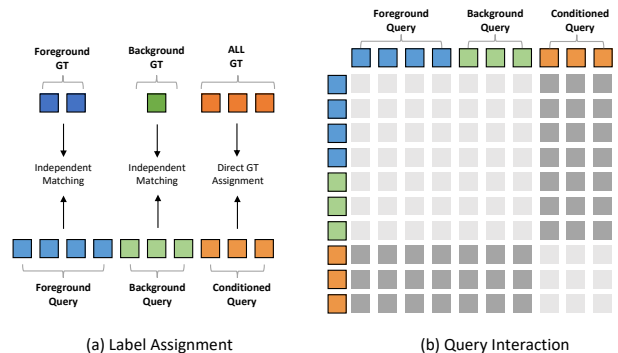 Foreground
GT
Background
GT
ALL
GT
Independent
Matching
Independent
Matching
Direct GT
Assignment
Foreground
Query
Background
Query
Conditioned
Query
(a) Label Assignment
Foreground
Query
Background
Query
Conditioned
Query
(b) Query Interaction